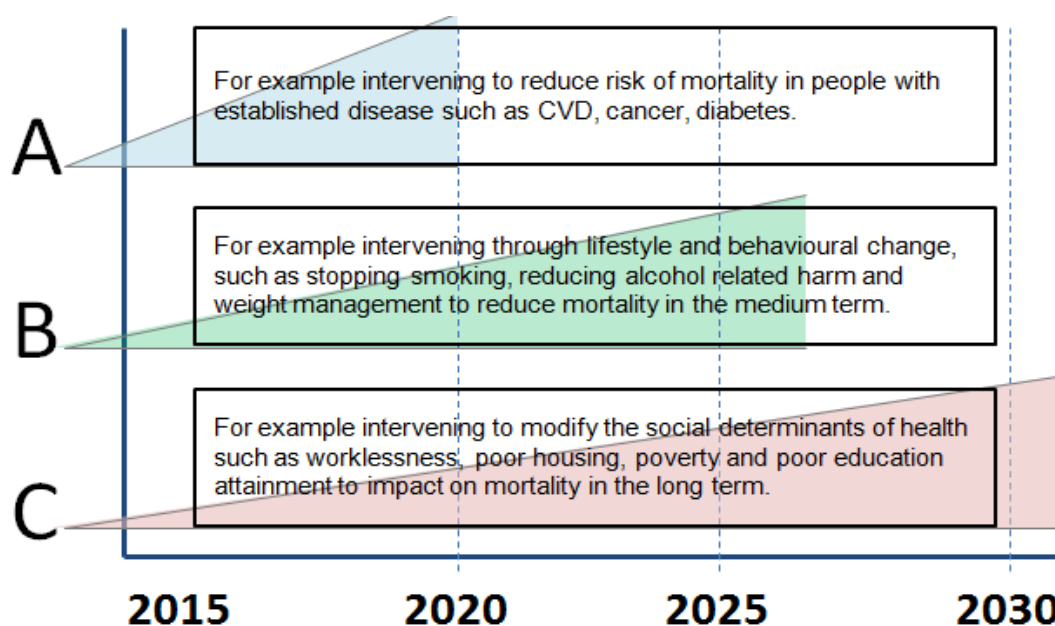 A
For example intervening to reduce risk of mortality in people with
established disease such as CVD, cancer, diabetes.
B
For example intervening through lifestyle and behavioural change,
such as stopping smoking, reducing alcohol related harm and
weight management to reduce mortality in the medium term.
C
For example intervening to modify the social determinants of health
such as worklessness, poor housing, poverty and poor education
attainment to impact on mortality in the long term.
2015 2020 2025 2030